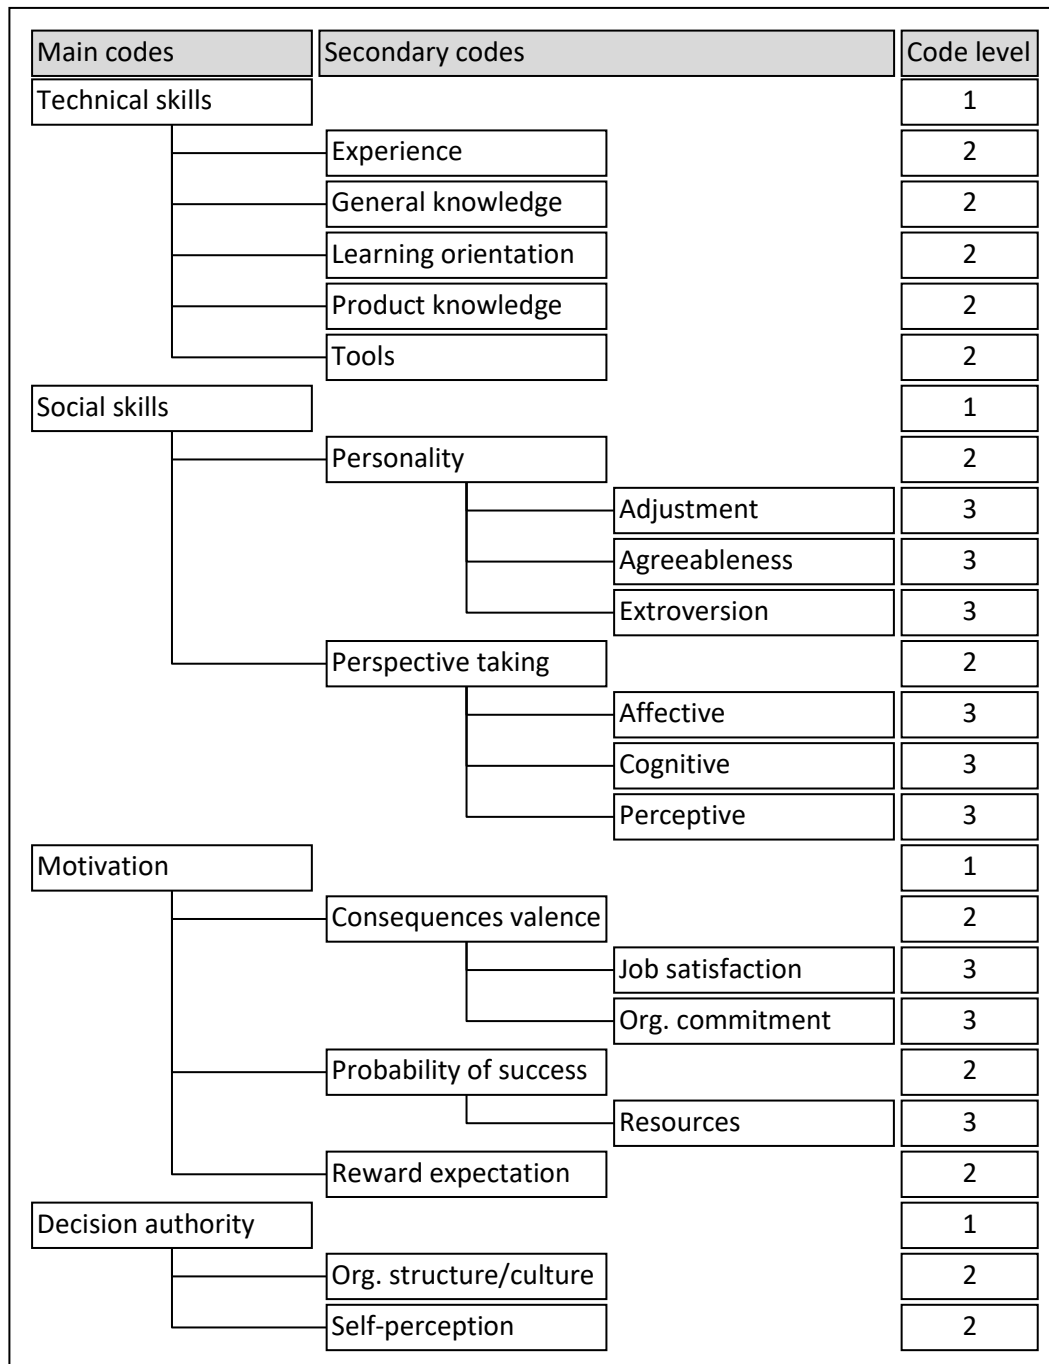 Main codes Secondary codes Code level
Technical skills 1
Experience 2
General knowledge 2
Learning orientation 2
Product knowledge 2
Tools 2
Social skills 1
Personality 2
Adjustment 3
Agreeableness 3
Extroversion 3
Perspective taking 2
Affective 3
Cognitive 3
Perceptive 3
Motivation 1
Consequences valence 2
Job satisfaction 3
Org. commitment 3
Probability of success 2
Resources 3
Reward expectation 2
Decision authority 1
Org. structure/culture 2
Self-perception 2